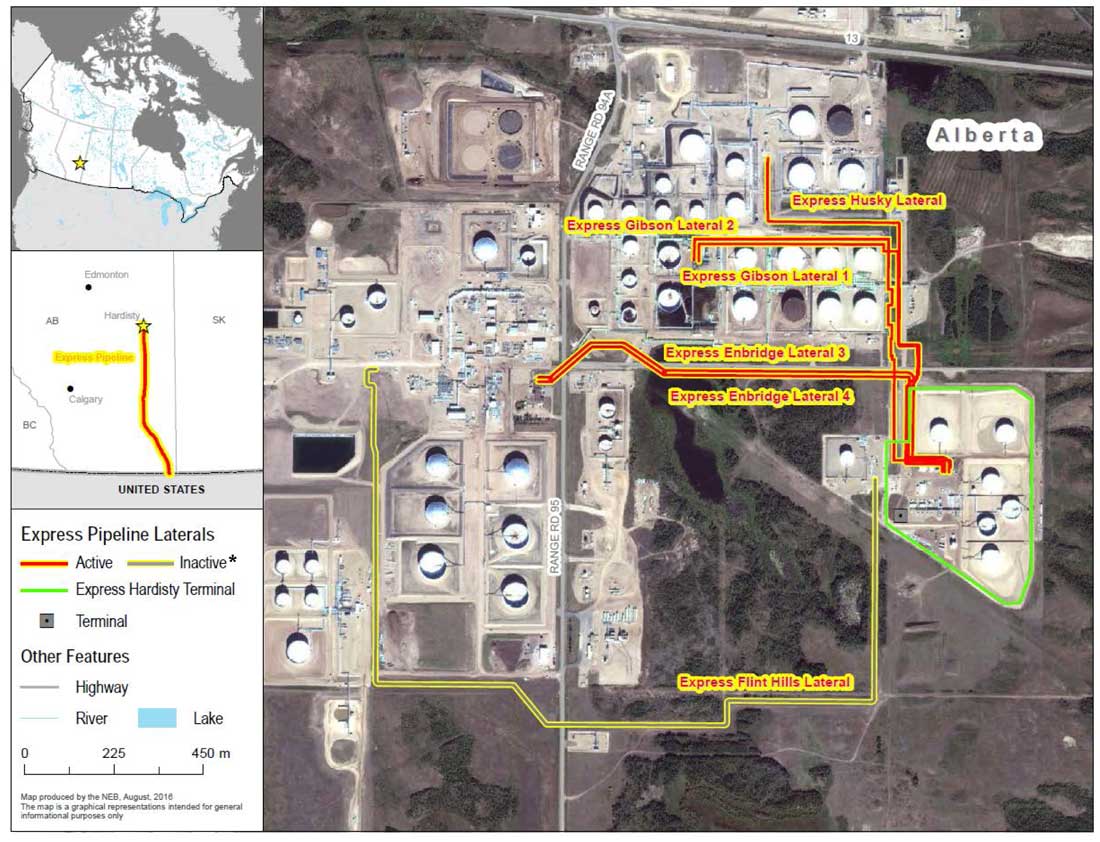 Edmonton
AB
Hardisty
SK
Express Pipeline
Calgary
BC
UNITED STATES
Express Pipeline Laterals
Active
Inactive*
Express Hardisty Terminal
Terminal
Other Features
Highway
River
Lake
0 225 450 m
Map produced by the NEB, August, 2016
The map is a graphical representations intended for general
informational purposes only
13
RANGE RD 94A
Alberta
Express Husky Lateral
Express Gibson Lateral 2
Express Gibson Lateral 1
Express Enbridge Lateral 3
Express Enbridge Lateral 4
RANGE RD 95
Express Flint Hills Lateral